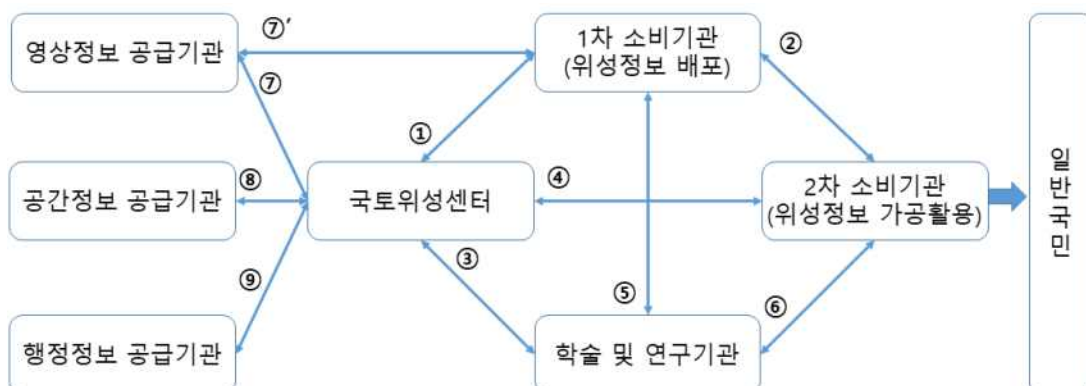 영상정보 공급기관
⑦′
1차 소비기관
(위성정보 배포)
②
⑦
①
공간정보 공급기관
⑧
국토위성센터
④
2차 소비기관
(위성정보 가공활용)
일반국민
⑨
③
⑤
⑥
행정정보 공급기관
학술 및 연구기관